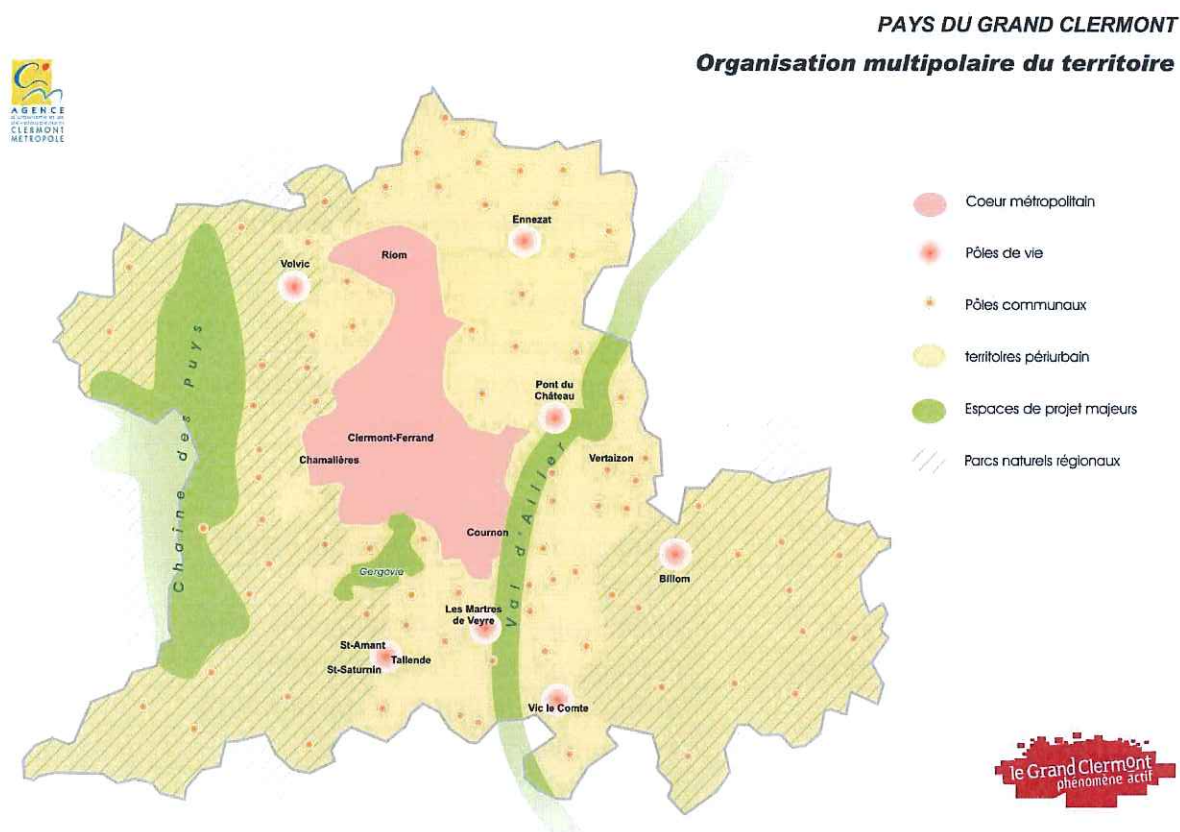 PAYS DU GRAND CLERMONT
Organisation multipolaire du territoire
AGENCE
CLERMONT
METROPOLE
Coeur métropolitain
Pôles de vie
Pôles communaux
territoires périurbain
Espaces de projet majeurs
Parcs naturels régionaux
Ennezat
Riom
Volvic
Chaîne des Puys
Pont du
Château
Clermont-Ferrand
Chamalières
Vertaizon
Val d'Allier
Cournon
Gergovie
Billom
Les Martres
de Veyre
St-Amant
Tallende
St-Saturnin
Vic le Comte
le Grand Clermont
phénomène actif